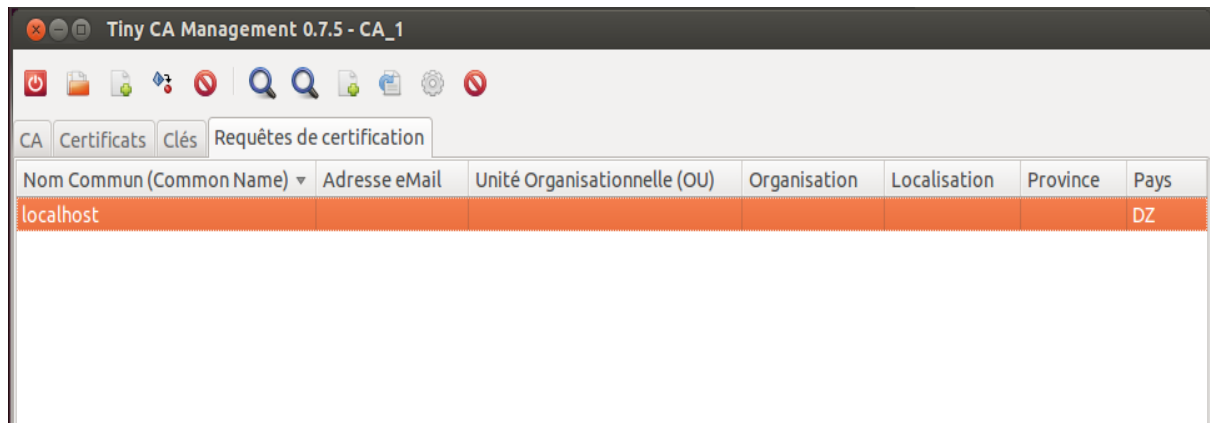 Tiny CA Management 0.7.5 - CA_1
CA Certificats Clés Requêtes de certification
Nom Commun (Common Name) Adresse eMail Unité Organisationnelle (OU) Organisation Localisation Province Pays
localhost DZ